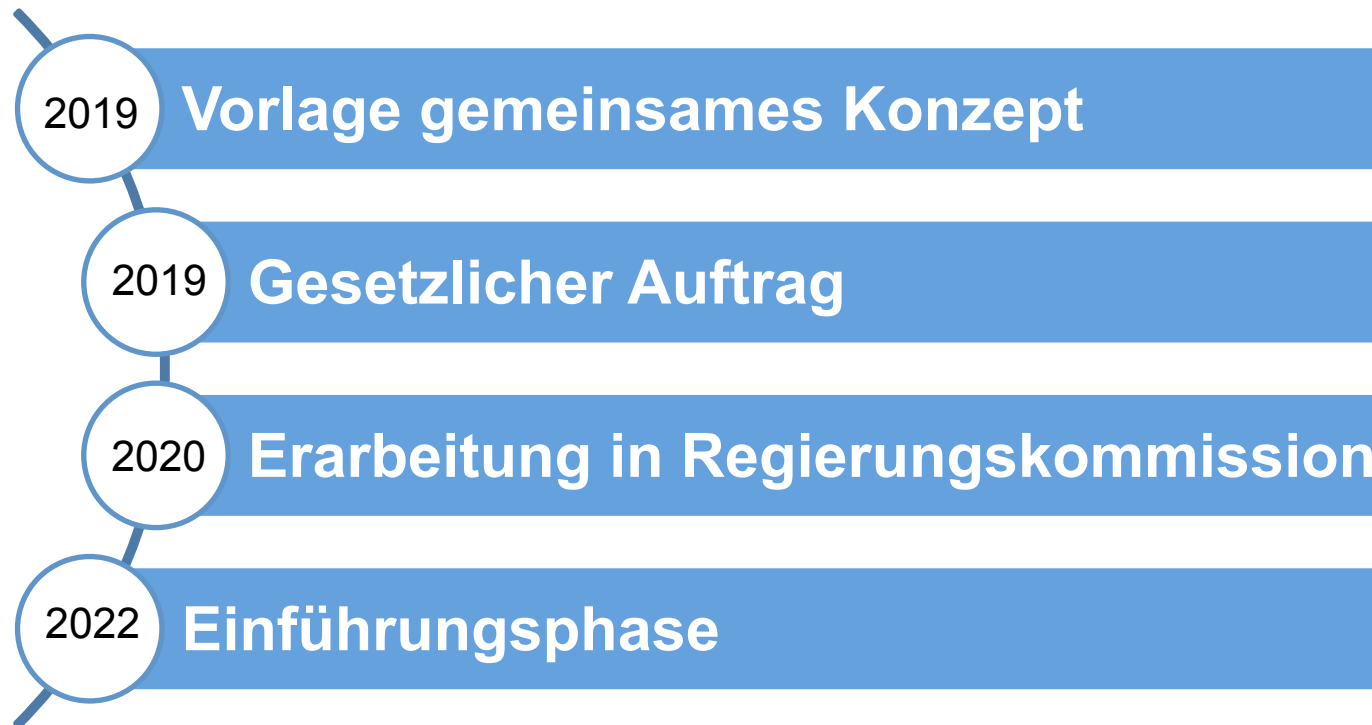 2019
Vorlage gemeinsames Konzept
2019
Gesetzlicher Auftrag
2020
Erarbeitung in Regierungskommission
2022
Einführungsphase